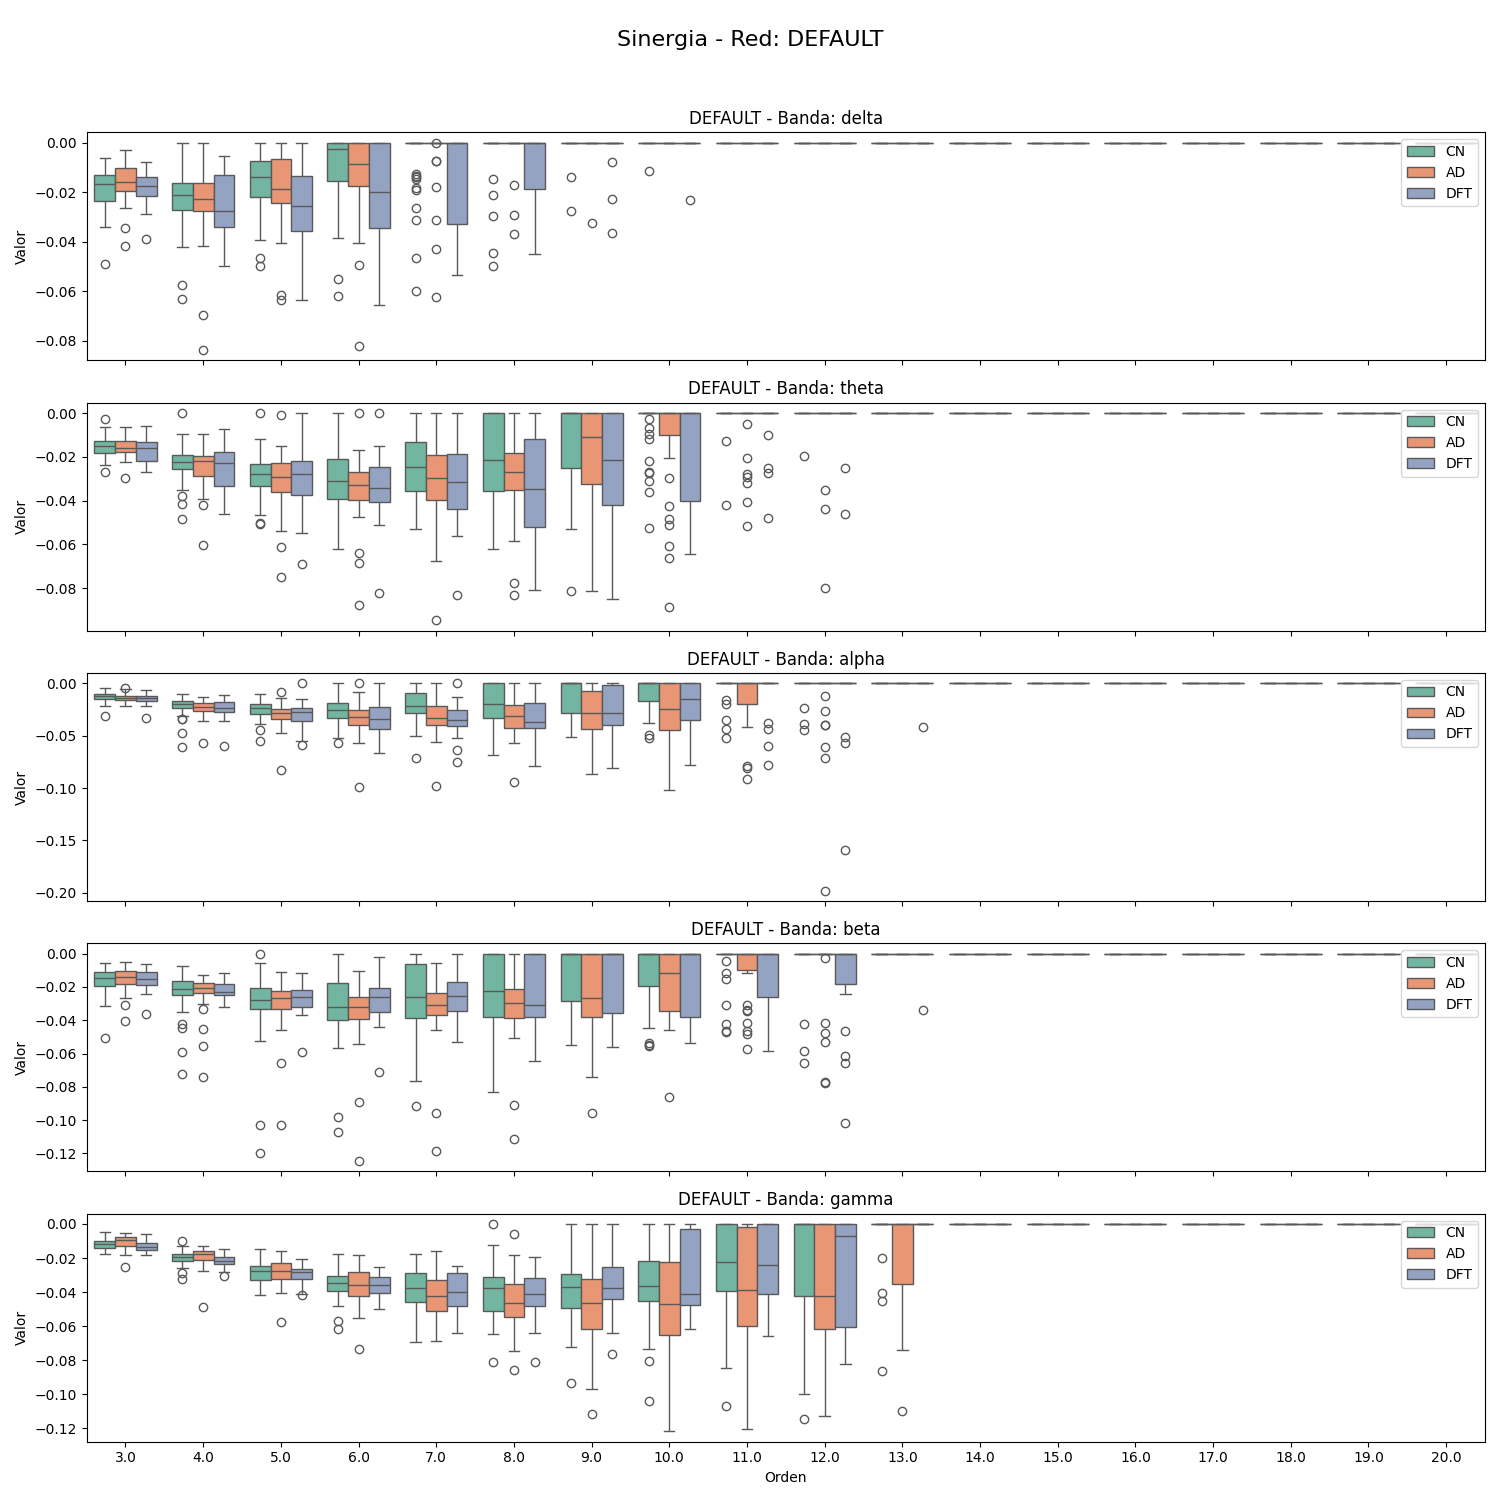 Sinergia - Red: DEFAULT
DEFAULT - Banda: delta
0.00
−0.02
−0.04
−0.06
−0.08
Valor
CN
AD
DFT
DEFAULT - Banda: theta
0.00
−0.02
−0.04
−0.06
−0.08
Valor
CN
AD
DFT
DEFAULT - Banda: alpha
0.00
−0.05
−0.10
−0.15
−0.20
Valor
CN
AD
DFT
DEFAULT - Banda: beta
0.00
−0.02
−0.04
−0.06
−0.08
−0.10
−0.12
Valor
CN
AD
DFT
DEFAULT - Banda: gamma
0.00
−0.02
−0.04
−0.06
−0.08
−0.10
−0.12
Valor
CN
AD
DFT
3.0 4.0 5.0 6.0 7.0 8.0 9.0 10.0 11.0 12.0 13.0 14.0 15.0 16.0 17.0 18.0 19.0 20.0
Orden